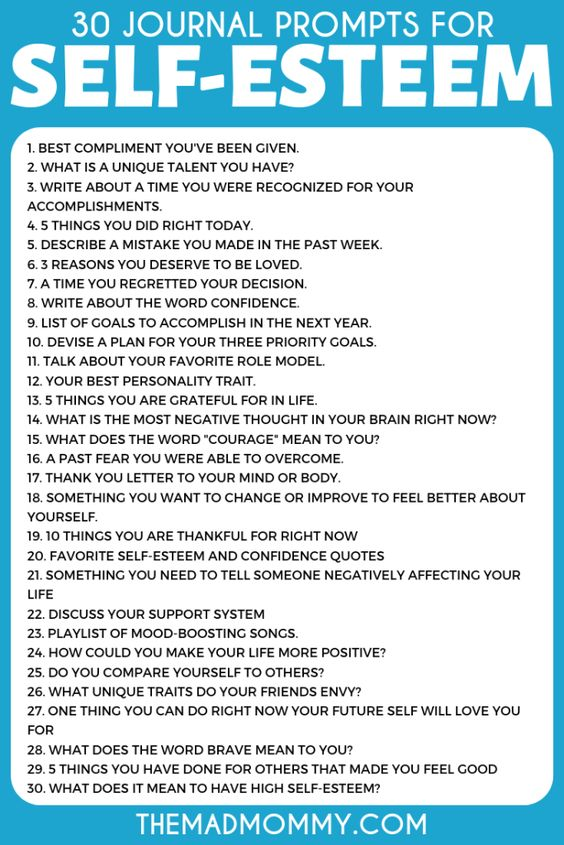 30 JOURNAL PROMPTS FOR
SELF-ESTEEM
1. BEST COMPLIMENT YOU'VE BEEN GIVEN.
2. WHAT IS A UNIQUE TALENT YOU HAVE?
3. WRITE ABOUT A TIME YOU WERE RECOGNIZED FOR YOUR
ACCOMPLISHMENTS.
4. 5 THINGS YOU DID RIGHT TODAY.
5. DESCRIBE A MISTAKE YOU MADE IN THE PAST WEEK.
6. 3 REASONS YOU DESERVE TO BE LOVED.
7. A TIME YOU REGRETTED YOUR DECISION.
8. WRITE ABOUT THE WORD CONFIDENCE.
9. LIST OF GOALS TO ACCOMPLISH IN THE NEXT YEAR.
10. DEVISE A PLAN FOR YOUR THREE PRIORITY GOALS.
11. TALK ABOUT YOUR FAVORITE ROLE MODEL.
12. YOUR BEST PERSONALITY TRAIT.
13. 5 THINGS YOU ARE GRATEFUL FOR IN LIFE.
14. WHAT IS THE MOST NEGATIVE THOUGHT IN YOUR BRAIN RIGHT NOW?
15. WHAT DOES THE WORD "COURAGE" MEAN TO YOU?
16. A PAST FEAR YOU WERE ABLE TO OVERCOME.
17. THANK YOU LETTER TO YOUR MIND OR BODY.
18. SOMETHING YOU WANT TO CHANGE OR IMPROVE TO FEEL BETTER ABOUT
YOURSELF.
19. 10 THINGS YOU ARE THANKFUL FOR RIGHT NOW
20. FAVORITE SELF-ESTEEM AND CONFIDENCE QUOTES
21. SOMETHING YOU NEED TO TELL SOMEONE NEGATIVELY AFFECTING YOUR
LIFE
22. DISCUSS YOUR SUPPORT SYSTEM
23. PLAYLIST OF MOOD-BOOSTING SONGS.
24. HOW COULD YOU MAKE YOUR LIFE MORE POSITIVE?
25. DO YOU COMPARE YOURSELF TO OTHERS?
26. WHAT UNIQUE TRAITS DO YOUR FRIENDS ENVY?
27. ONE THING YOU CAN DO RIGHT NOW YOUR FUTURE SELF WILL LOVE YOU
FOR
28. WHAT DOES THE WORD BRAVE MEAN TO YOU?
29. 5 THINGS YOU HAVE DONE FOR OTHERS THAT MADE YOU FEEL GOOD
30. WHAT DOES IT MEAN TO HAVE HIGH SELF-ESTEEM?
THEMADMOMMY.COM